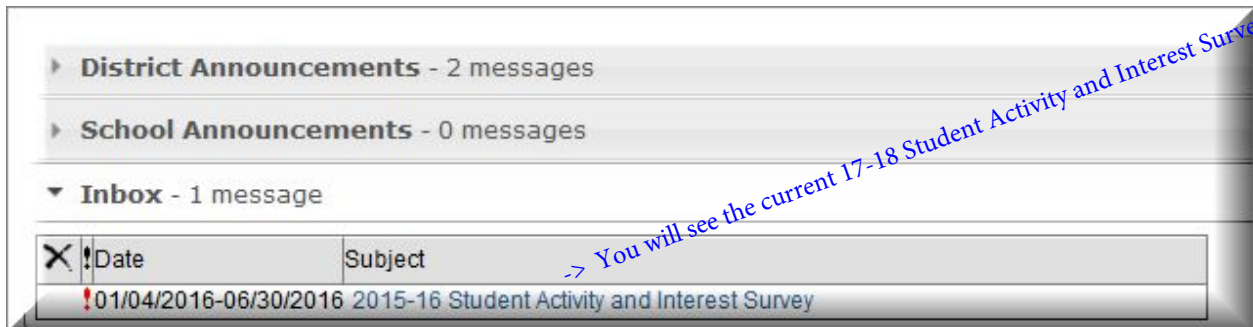 District Announcements - 2 messages
School Announcements - 0 messages
Inbox - 1 message
-> You will see the current 17-18 Student Activity and Interest
! Date Subject
! 01/04/2016-06/30/2016 2015-16 Student Activity and Interest Survey